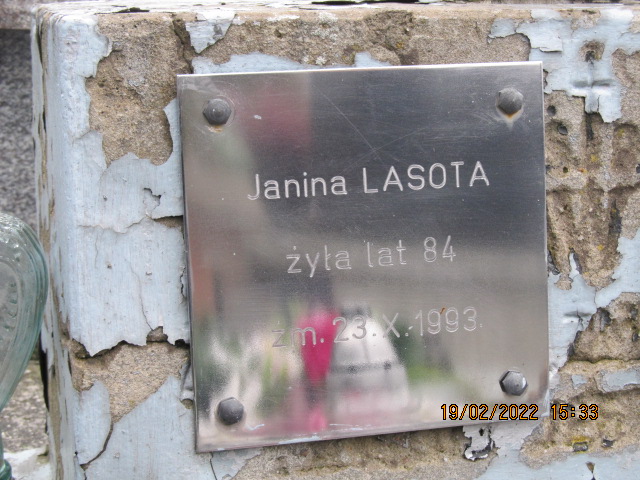 Janina LASOTA
żyła lat 84
zm. 23.X.1993
19/02/2022 15:33